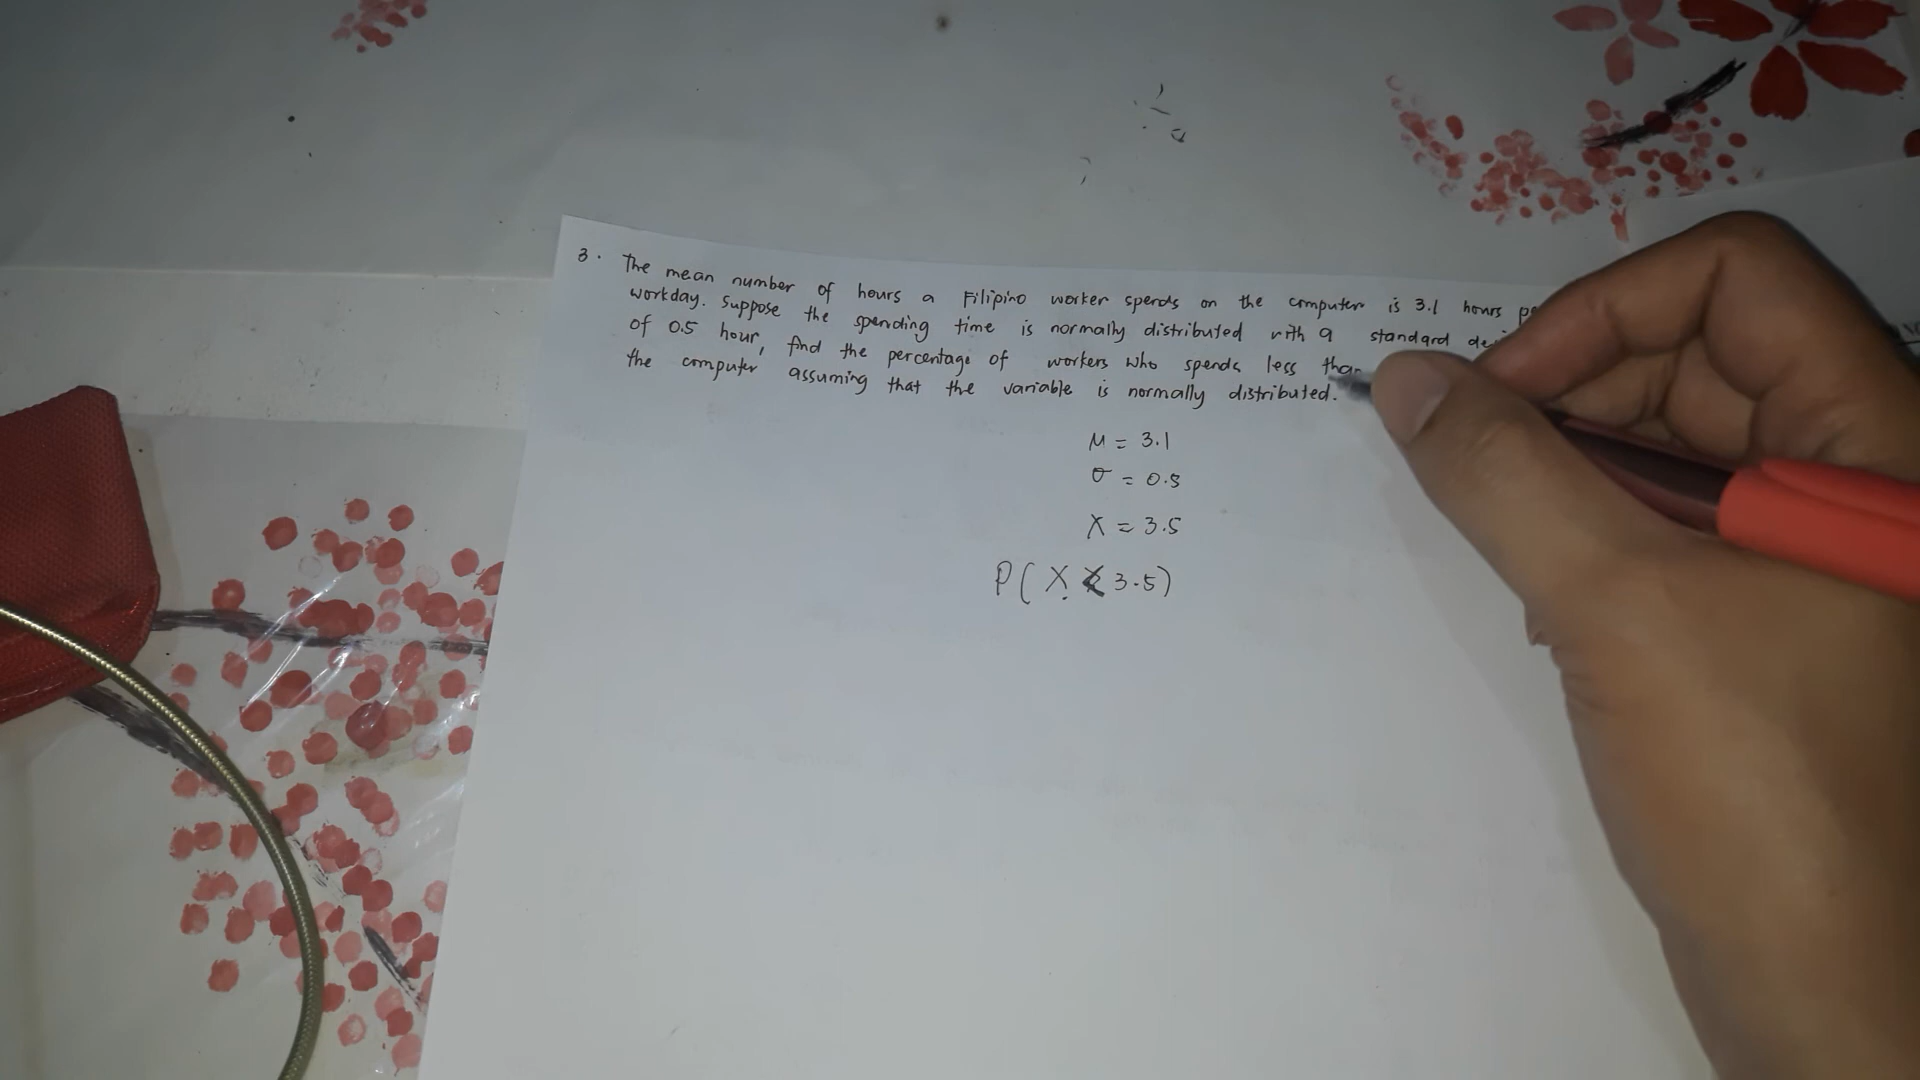 3. The mean number of hours a Filipino worker spends on the computer is 3.1 hours
workday. Suppose the spending time is normally distributed with a standard
of 0.5 hour, find the percentage of workers who spends less than
the computer assuming that the variable is normally distributed.
μ = 3.1
σ = 0.5
X = 3.5
P( X < 3.5)